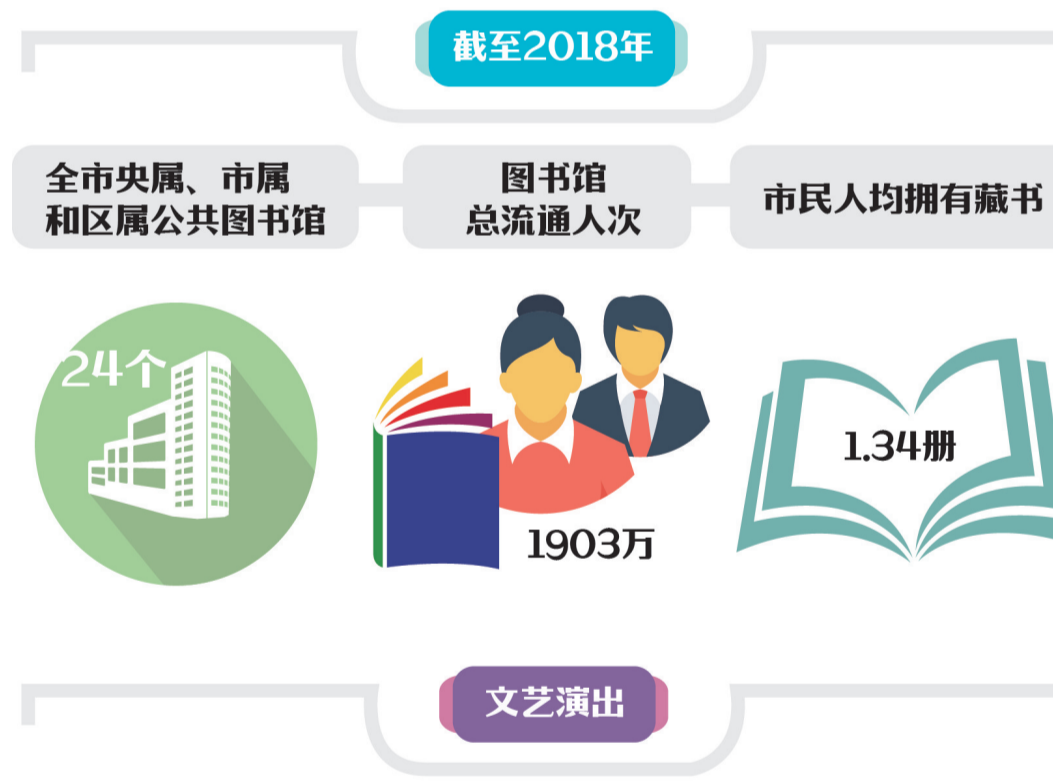 截至2018年
全市央属、市属
和区属公共图书馆
图书馆
总流通人次
市民人均拥有藏书
24个
1903万
1.34册
文艺演出